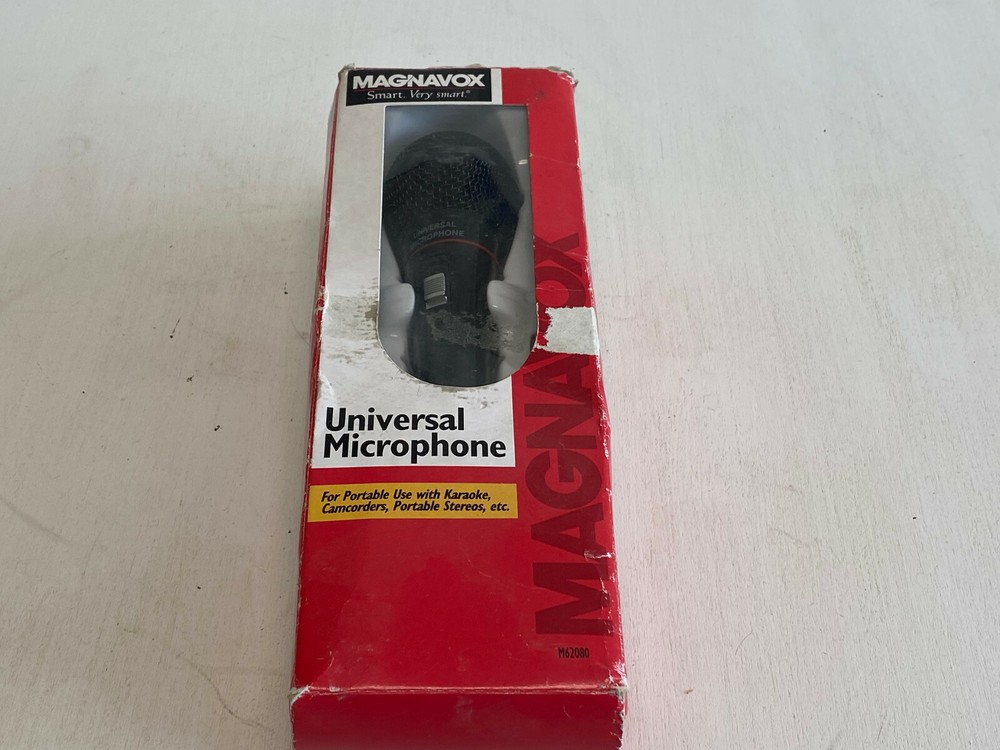 MAGNAVOX
Smart. Very smart.™
UNIVERSAL
MICROPHONE
Universal
Microphone
For Portable Use with Karaoke,
Camcorders, Portable Stereos, etc.
MAGNAVOX
M62080